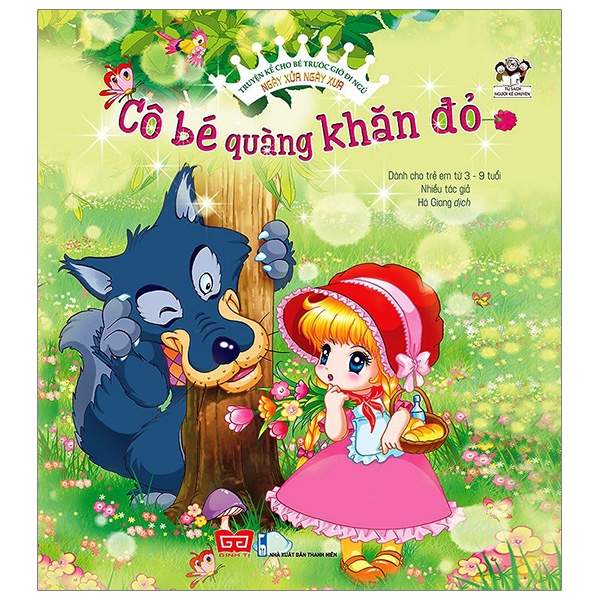 TRUYỆN KỂ CHO BÉ TRƯỚC GIỜ ĐI NGỦ
NGÀY XỬA NGÀY XƯA
TỦ SÁCH
NGƯỜI KỂ CHUYỆN
Cô bé quàng khăn đỏ
Dành cho trẻ em từ 3 - 9 tuổi
Nhiều tác giả
Hà Giang dịch
ĐINH TỊ
NHÀ XUẤT BẢN THANH NIÊN